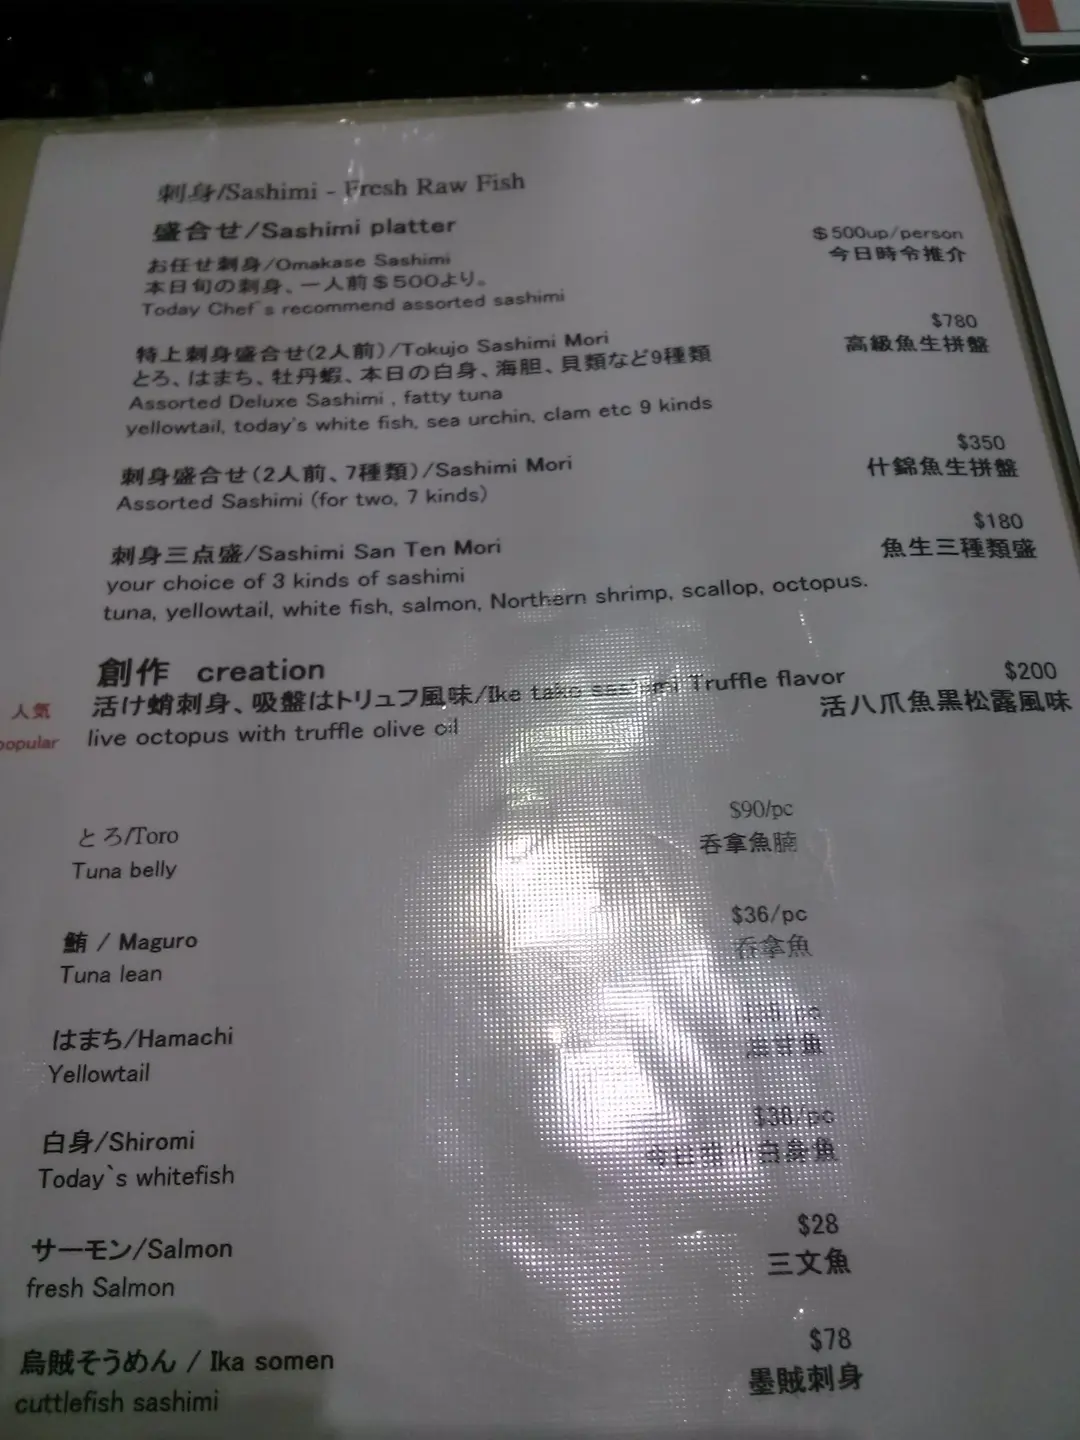 刺身/Sashimi - Fresh Raw Fish
盛合せ/Sashimi platter
お任せ刺身/Omakase Sashimi
$500up/person
本日旬の刺身、一人前$500より。
今日時令推介
Today Chef`s recommend assorted sashimi
特上刺身盛合せ(2人前)/Tokujo Sashimi Mori
$780
とろ、はまち、牡丹蝦、本日の白身、海胆、貝類など9種類
高級魚生拼盤
Assorted Deluxe Sashimi , fatty tuna
yellowtail, today's white fish, sea urchin, clam etc 9 kinds
刺身盛合せ(2人前、7種類)/Sashimi Mori
$350
Assorted Sashimi (for two, 7 kinds)
什錦魚生拼盤
刺身三点盛/Sashimi San Ten Mori
$180
your choice of 3 kinds of sashimi
魚生三種類盛
tuna, yellowtail, white fish, salmon, Northern shrimp, scallop, octopus.
創作 creation
人気
活け蛸刺身、吸盤はトリュフ風味/Ike tako sashimi Truffle flavor
$200
popular
live octopus with truffle olive oil
活八爪魚黒松露風味
とろ/Toro
$90/pc
Tuna belly
呑拿魚腩
鮪 / Maguro
$36/pc
Tuna lean
呑拿魚
はまち/Hamachi
Yellowtail
白身/Shiromi
$38/pc
Today`s whitefish
白身魚
サーモン/Salmon
$28
fresh Salmon
三文魚
烏賊そうめん / Ika somen
$78
cuttlefish sashimi
墨賊刺身